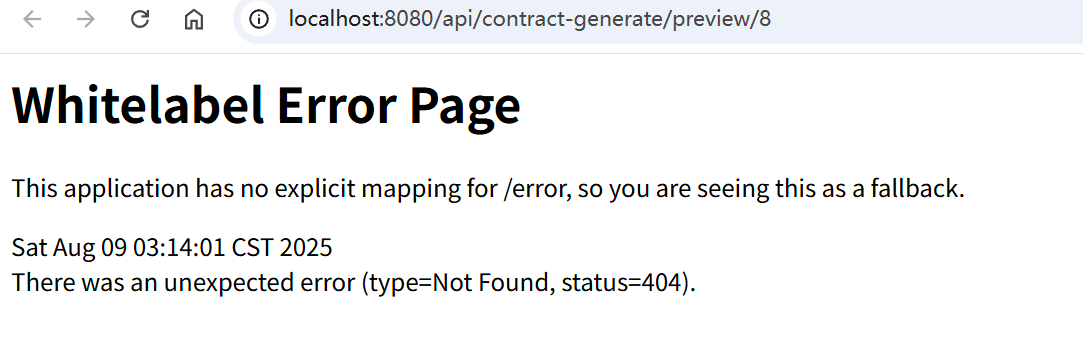 localhost:8080/api/contract-generate/preview/8
Whitelabel Error Page
This application has no explicit mapping for /error, so you are seeing this as a fallback.
Sat Aug 09 03:14:01 CST 2025
There was an unexpected error (type=Not Found, status=404).